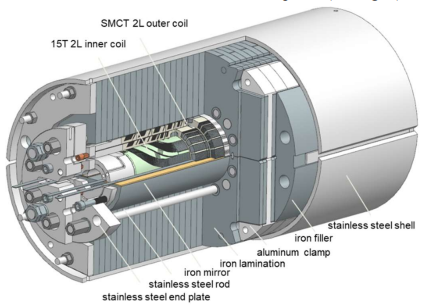 SMCT 2L outer coil
15T 2L inner coil
stainless steel shell
iron filler
aluminum clamp
iron lamination
iron mirror
stainless steel rod
stainless steel end plate